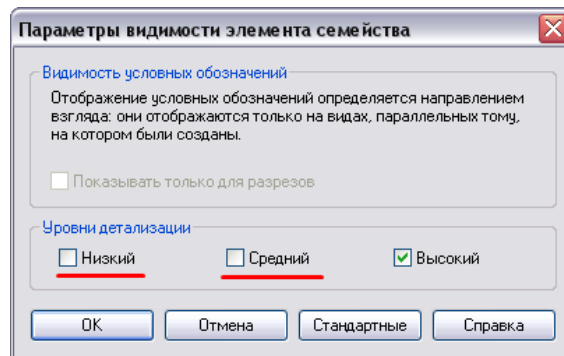 Параметры видимости элемента семейства
Видимость условных обозначений
Отображение условных обозначений определяется направлением
взгляда: они отображаются только на видах, параллельных тому,
на котором были созданы.
Показывать только для разрезов
Уровни детализации
Низкий Средний Высокий
ОК Отмена Стандартные Справка